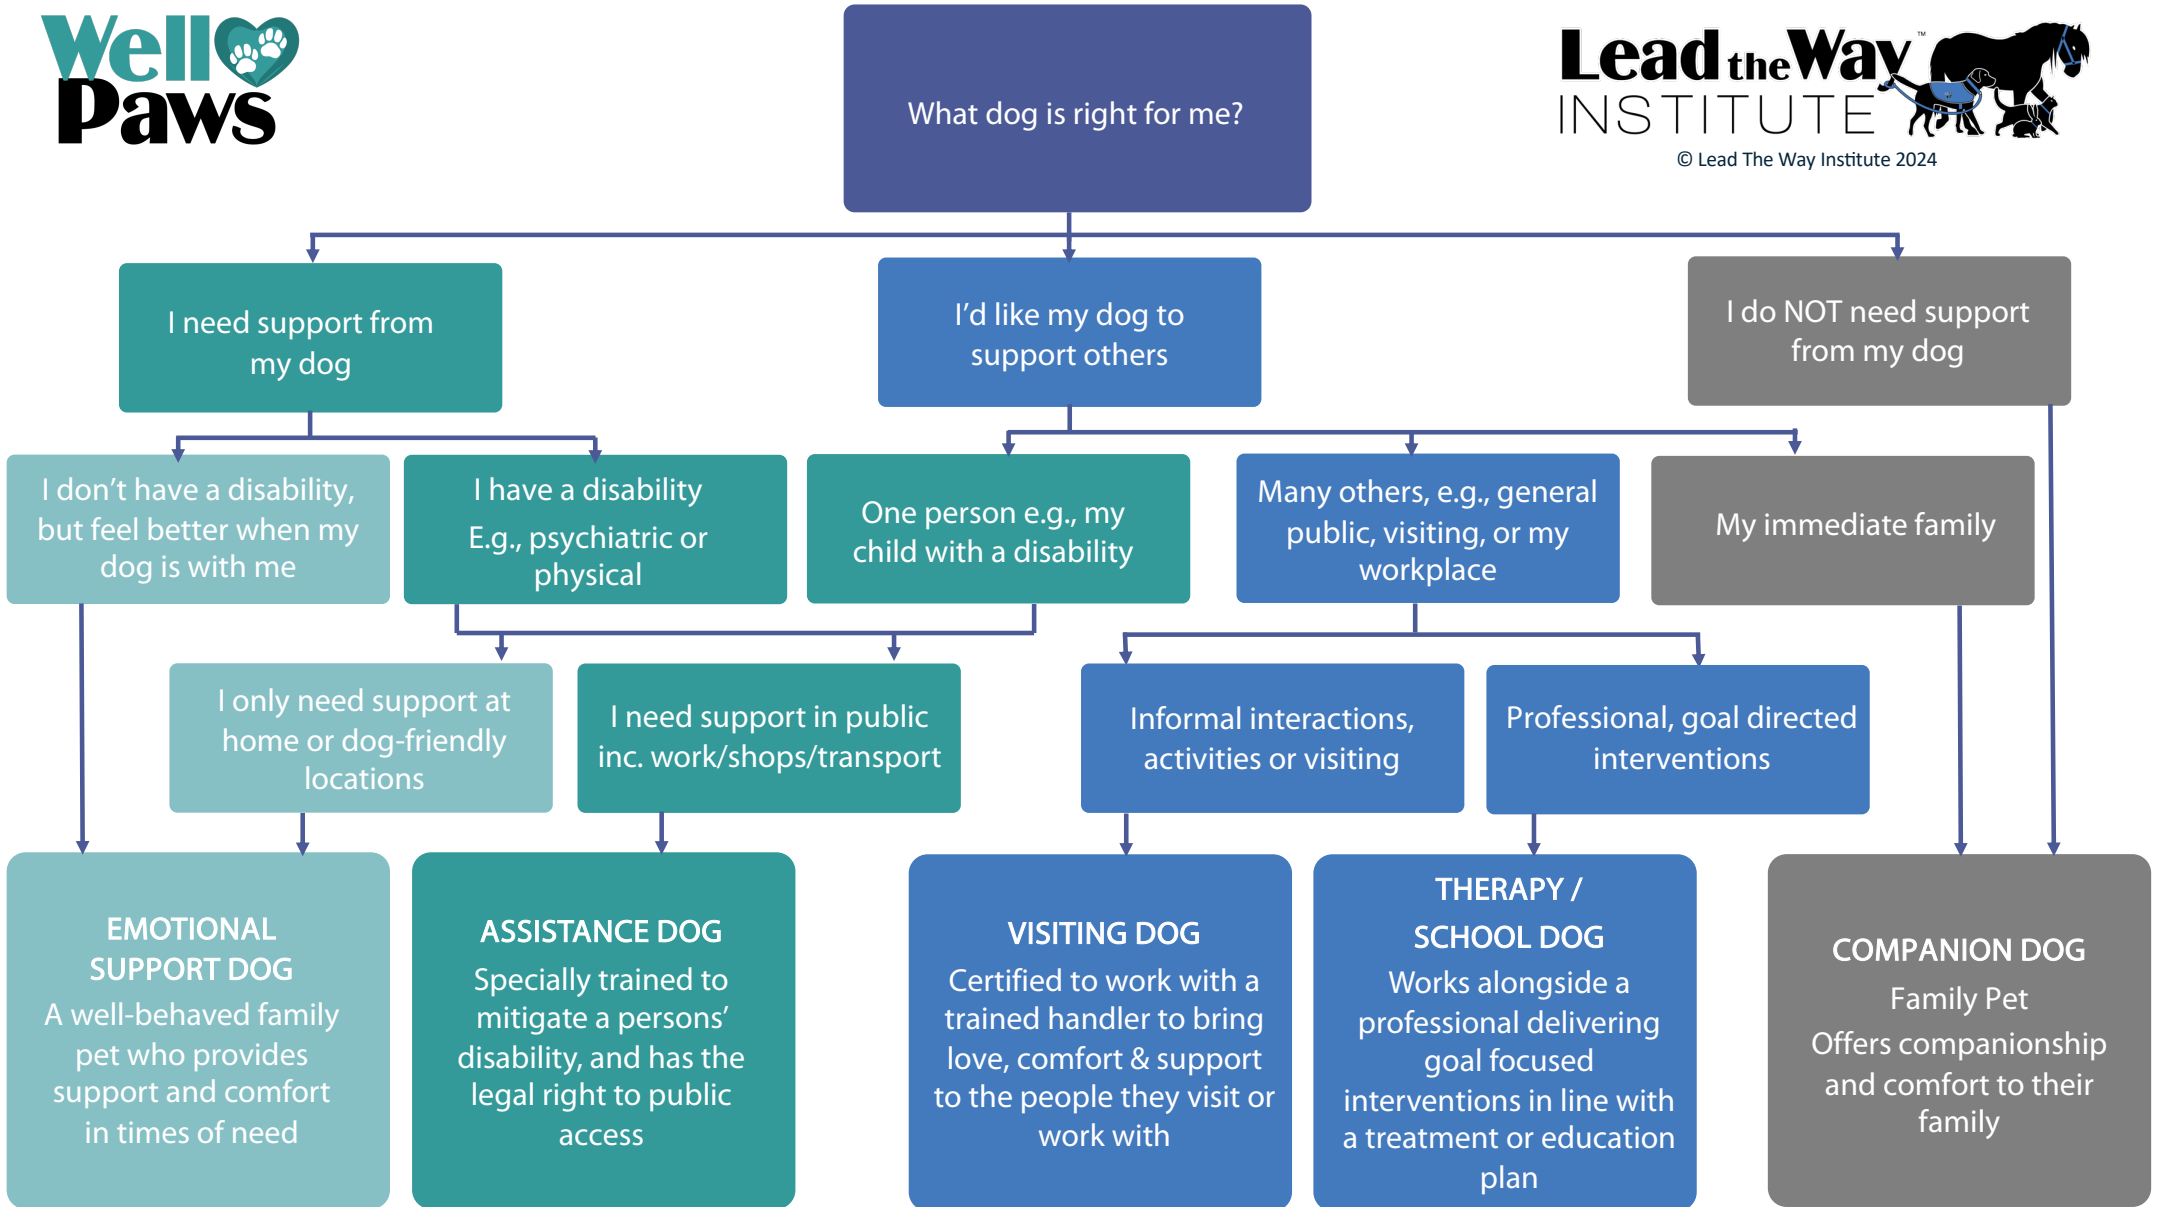 Well
Paws
What dog is right for me?
Lead the Way™
INSTITUTE
© Lead The Way Institute 2024
I need support from
my dog
I'd like my dog to
support others
I do NOT need support
from my dog
I don't have a disability,
but feel better when my
dog is with me
I have a disability
E.g., psychiatric or
physical
One person e.g., my
child with a disability
Many others, e.g., general
public, visiting, or my
workplace
My immediate family
I only need support at
home or dog-friendly
locations
I need support in public
inc. work/shops/transport
Informal interactions,
activities or visiting
Professional, goal directed
interventions
EMOTIONAL
SUPPORT DOG
A well-behaved family
pet who provides
support and comfort
in times of need
ASSISTANCE DOG
Specially trained to
mitigate a persons'
disability, and has the
legal right to public
access
VISITING DOG
Certified to work with a
trained handler to bring
love, comfort & support
to the people they visit or
work with
THERAPY /
SCHOOL DOG
Works alongside a
professional delivering
goal focused
interventions in line with
a treatment or education
plan
COMPANION DOG
Family Pet
Offers companionship
and comfort to their
family